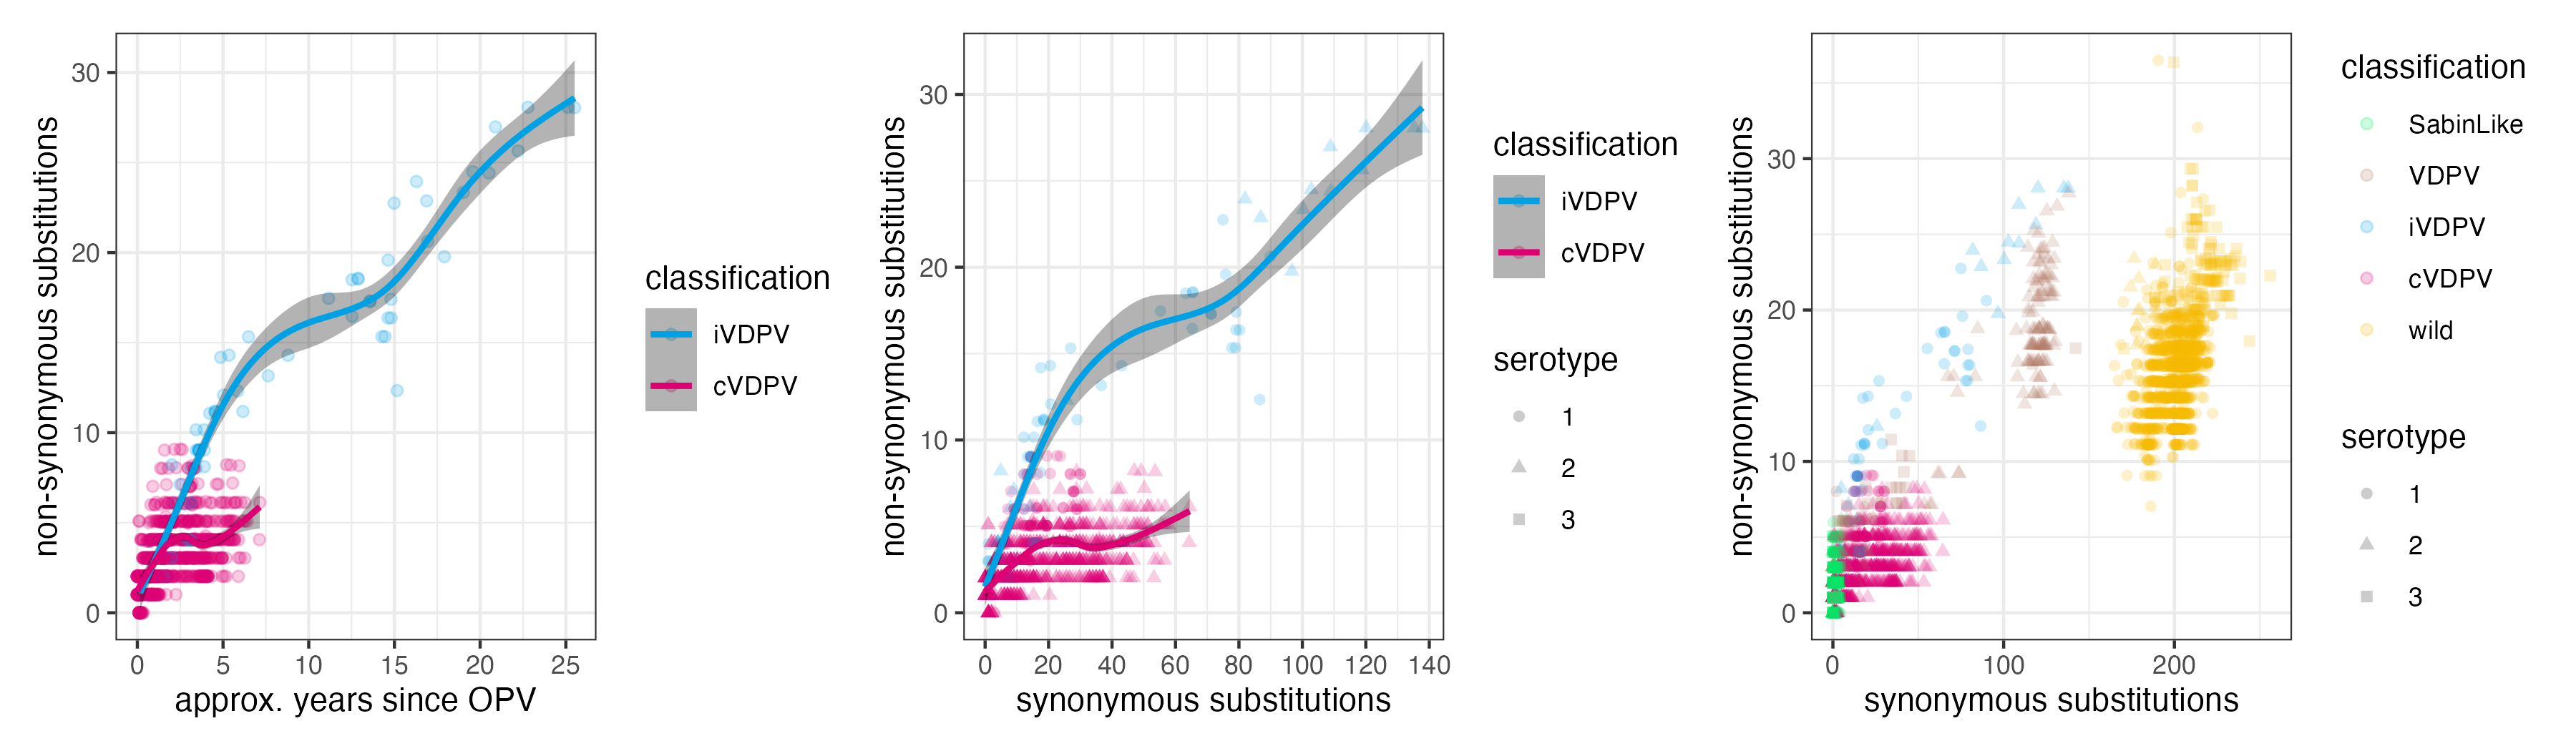 non-synonymous substitutions
30
20
10
0
0 5 10 15 20 25
approx. years since OPV
classification
iVDPV
cVDPV
non-synonymous substitutions
30
20
10
0
0 20 40 60 80 100 120 140
synonymous substitutions
classification
iVDPV
cVDPV
serotype
1
2
3
non-synonymous substitutions
30
20
10
0
0 100 200
synonymous substitutions
classification
SabinLike
VDPV
iVDPV
cVDPV
wild
serotype
1
2
3